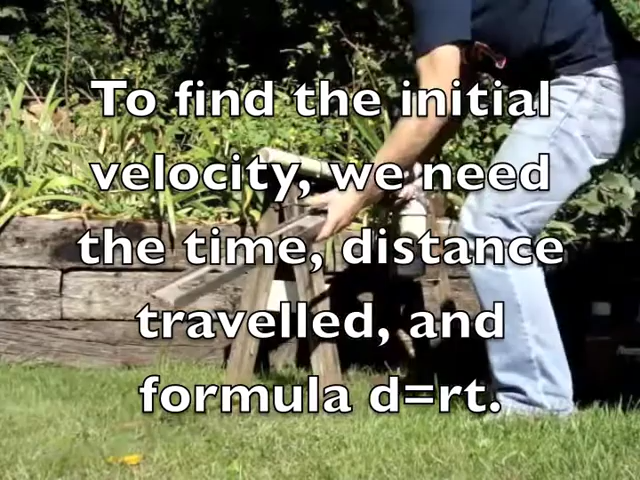 To find the initial
velocity, we need
the time, distance
travelled, and
formula d=rt.